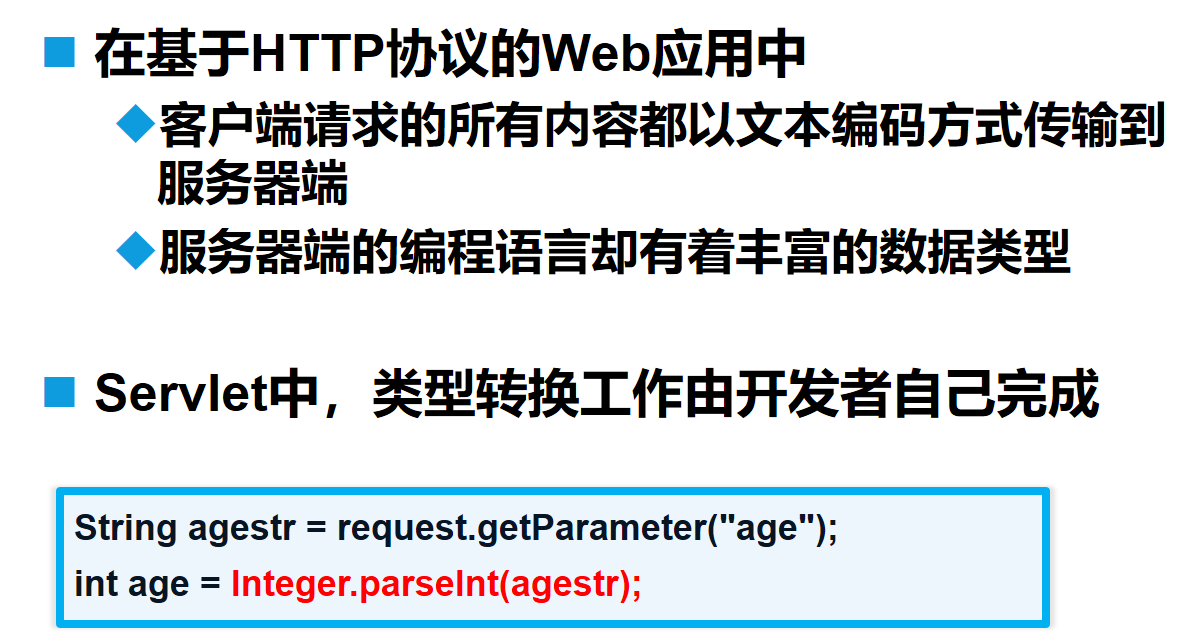 在基于HTTP协议的Web应用中
客户端请求的所有内容都以文本编码方式传输到
服务器端
服务器端的编程语言却有着丰富的数据类型
Servlet中，类型转换工作由开发者自己完成
String agestr = request.getParameter("age");
int age = Integer.parseInt(agestr);